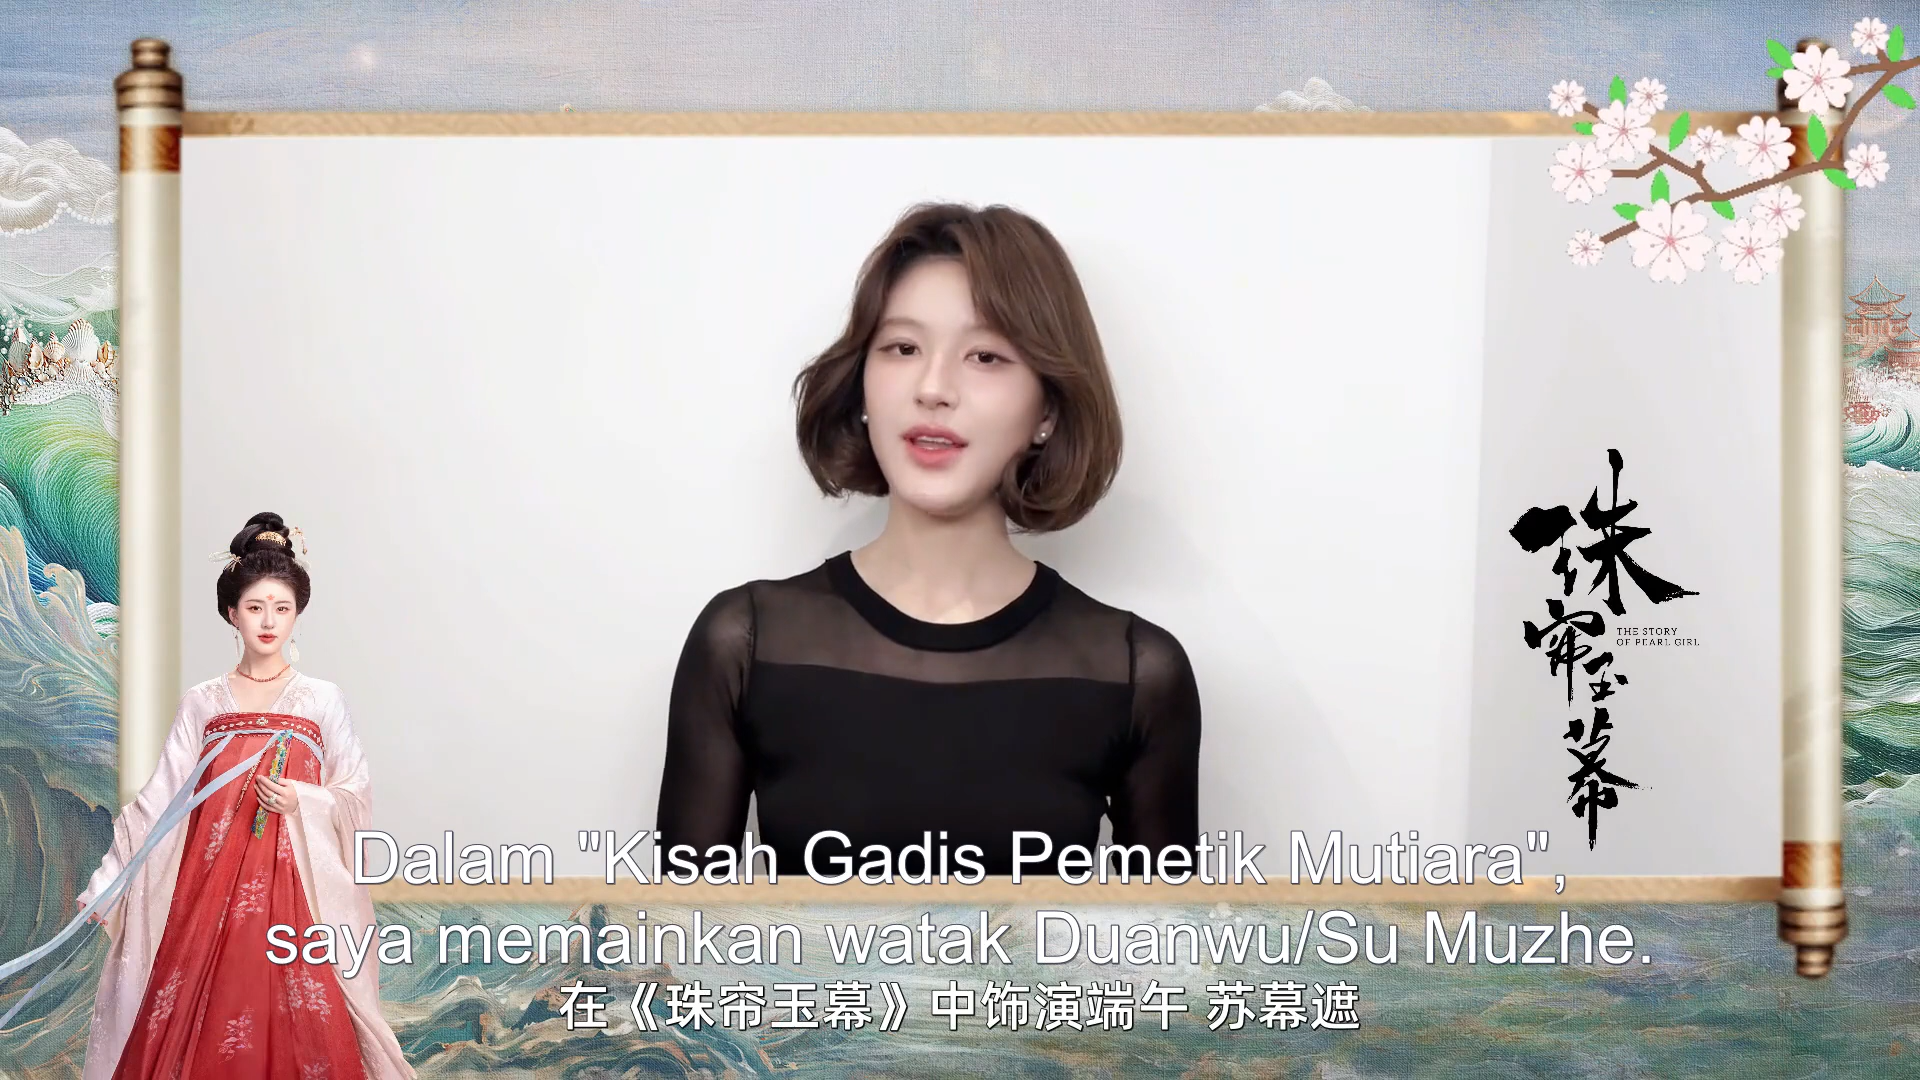 珠帘玉幕
THE STORY
OF PEARL GIRL
Dalam "Kisah Gadis Pemetik Mutiara",
saya memainkan watak Duanwu/Su Muzhe.
在《珠帘玉幕》中饰演端午 苏幕遮